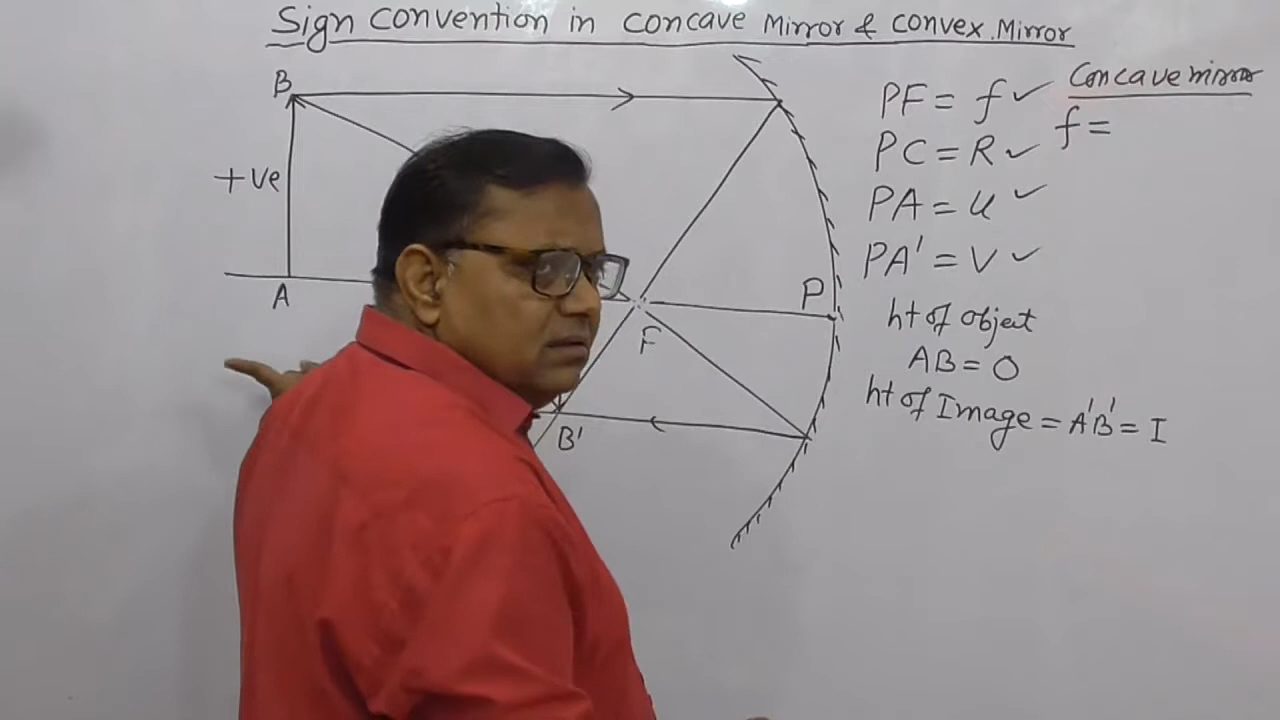 Sign convention in concave Mirror & convex. Mirror
B
+ve
A
F
P
B'
PF = f ✓
PC = R ✓
PA = u ✓
PA' = v ✓
ht of object
AB = O
ht of Image = A'B' = I
Concave mirror
f =